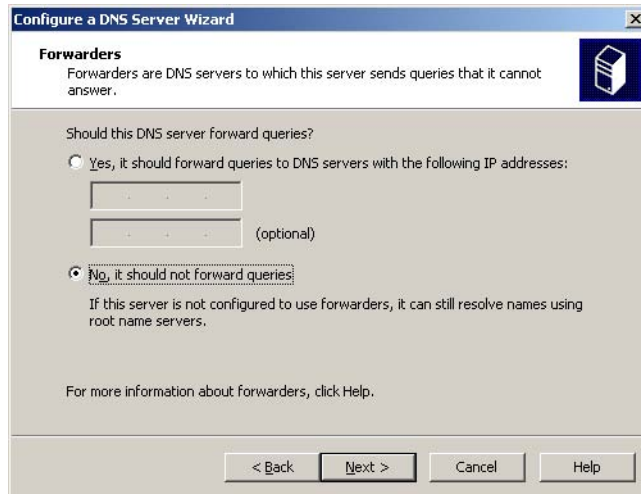 Configure a DNS Server Wizard
Forwarders
Forwarders are DNS servers to which this server sends queries that it cannot
answer.
Should this DNS server forward queries?
Yes, it should forward queries to DNS servers with the following IP addresses:
(optional)
No, it should not forward queries
If this server is not configured to use forwarders, it can still resolve names using
root name servers.
For more information about forwarders, click Help.
< Back Next > Cancel Help